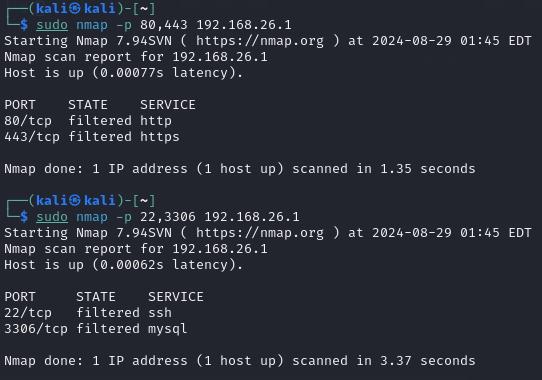 ┌──(kali㉿kali)-[~]
└─$ sudo nmap -p 80,443 192.168.26.1
Starting Nmap 7.94SVN ( https://nmap.org ) at 2024-08-29 01:45 EDT
Nmap scan report for 192.168.26.1
Host is up (0.00077s latency).

PORT    STATE    SERVICE
80/tcp  filtered http
443/tcp filtered https

Nmap done: 1 IP address (1 host up) scanned in 1.35 seconds

┌──(kali㉿kali)-[~]
└─$ sudo nmap -p 22,3306 192.168.26.1
Starting Nmap 7.94SVN ( https://nmap.org ) at 2024-08-29 01:45 EDT
Nmap scan report for 192.168.26.1
Host is up (0.00062s latency).

PORT     STATE    SERVICE
22/tcp   filtered ssh
3306/tcp filtered mysql

Nmap done: 1 IP address (1 host up) scanned in 3.37 seconds